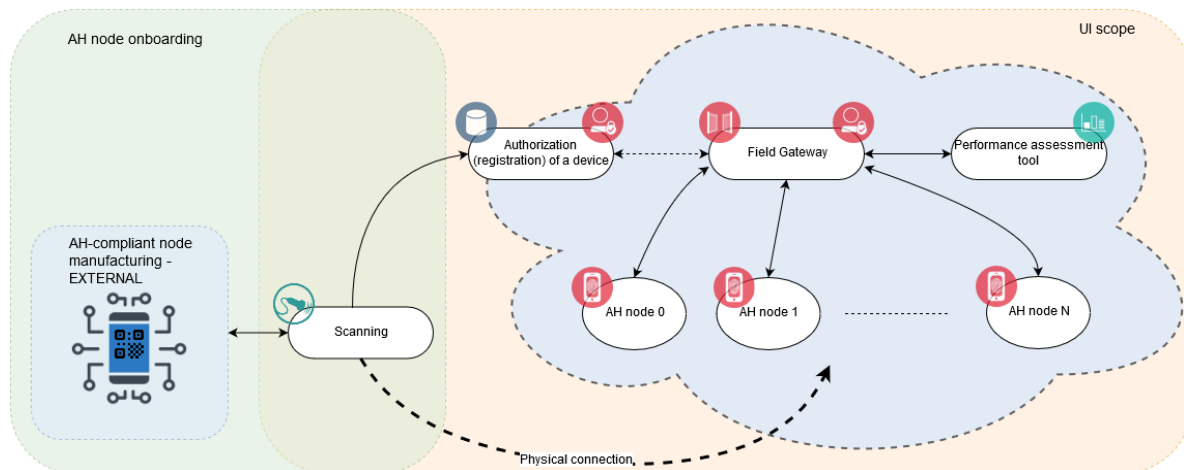 AH node onboarding
UI scope
Authorization
(registration) of a device
Field Gateway
Performance assessment
tool
AH-compliant node
manufacturing -
EXTERNAL
Scanning
AH node 0
AH node 1
AH node N
Physical connection